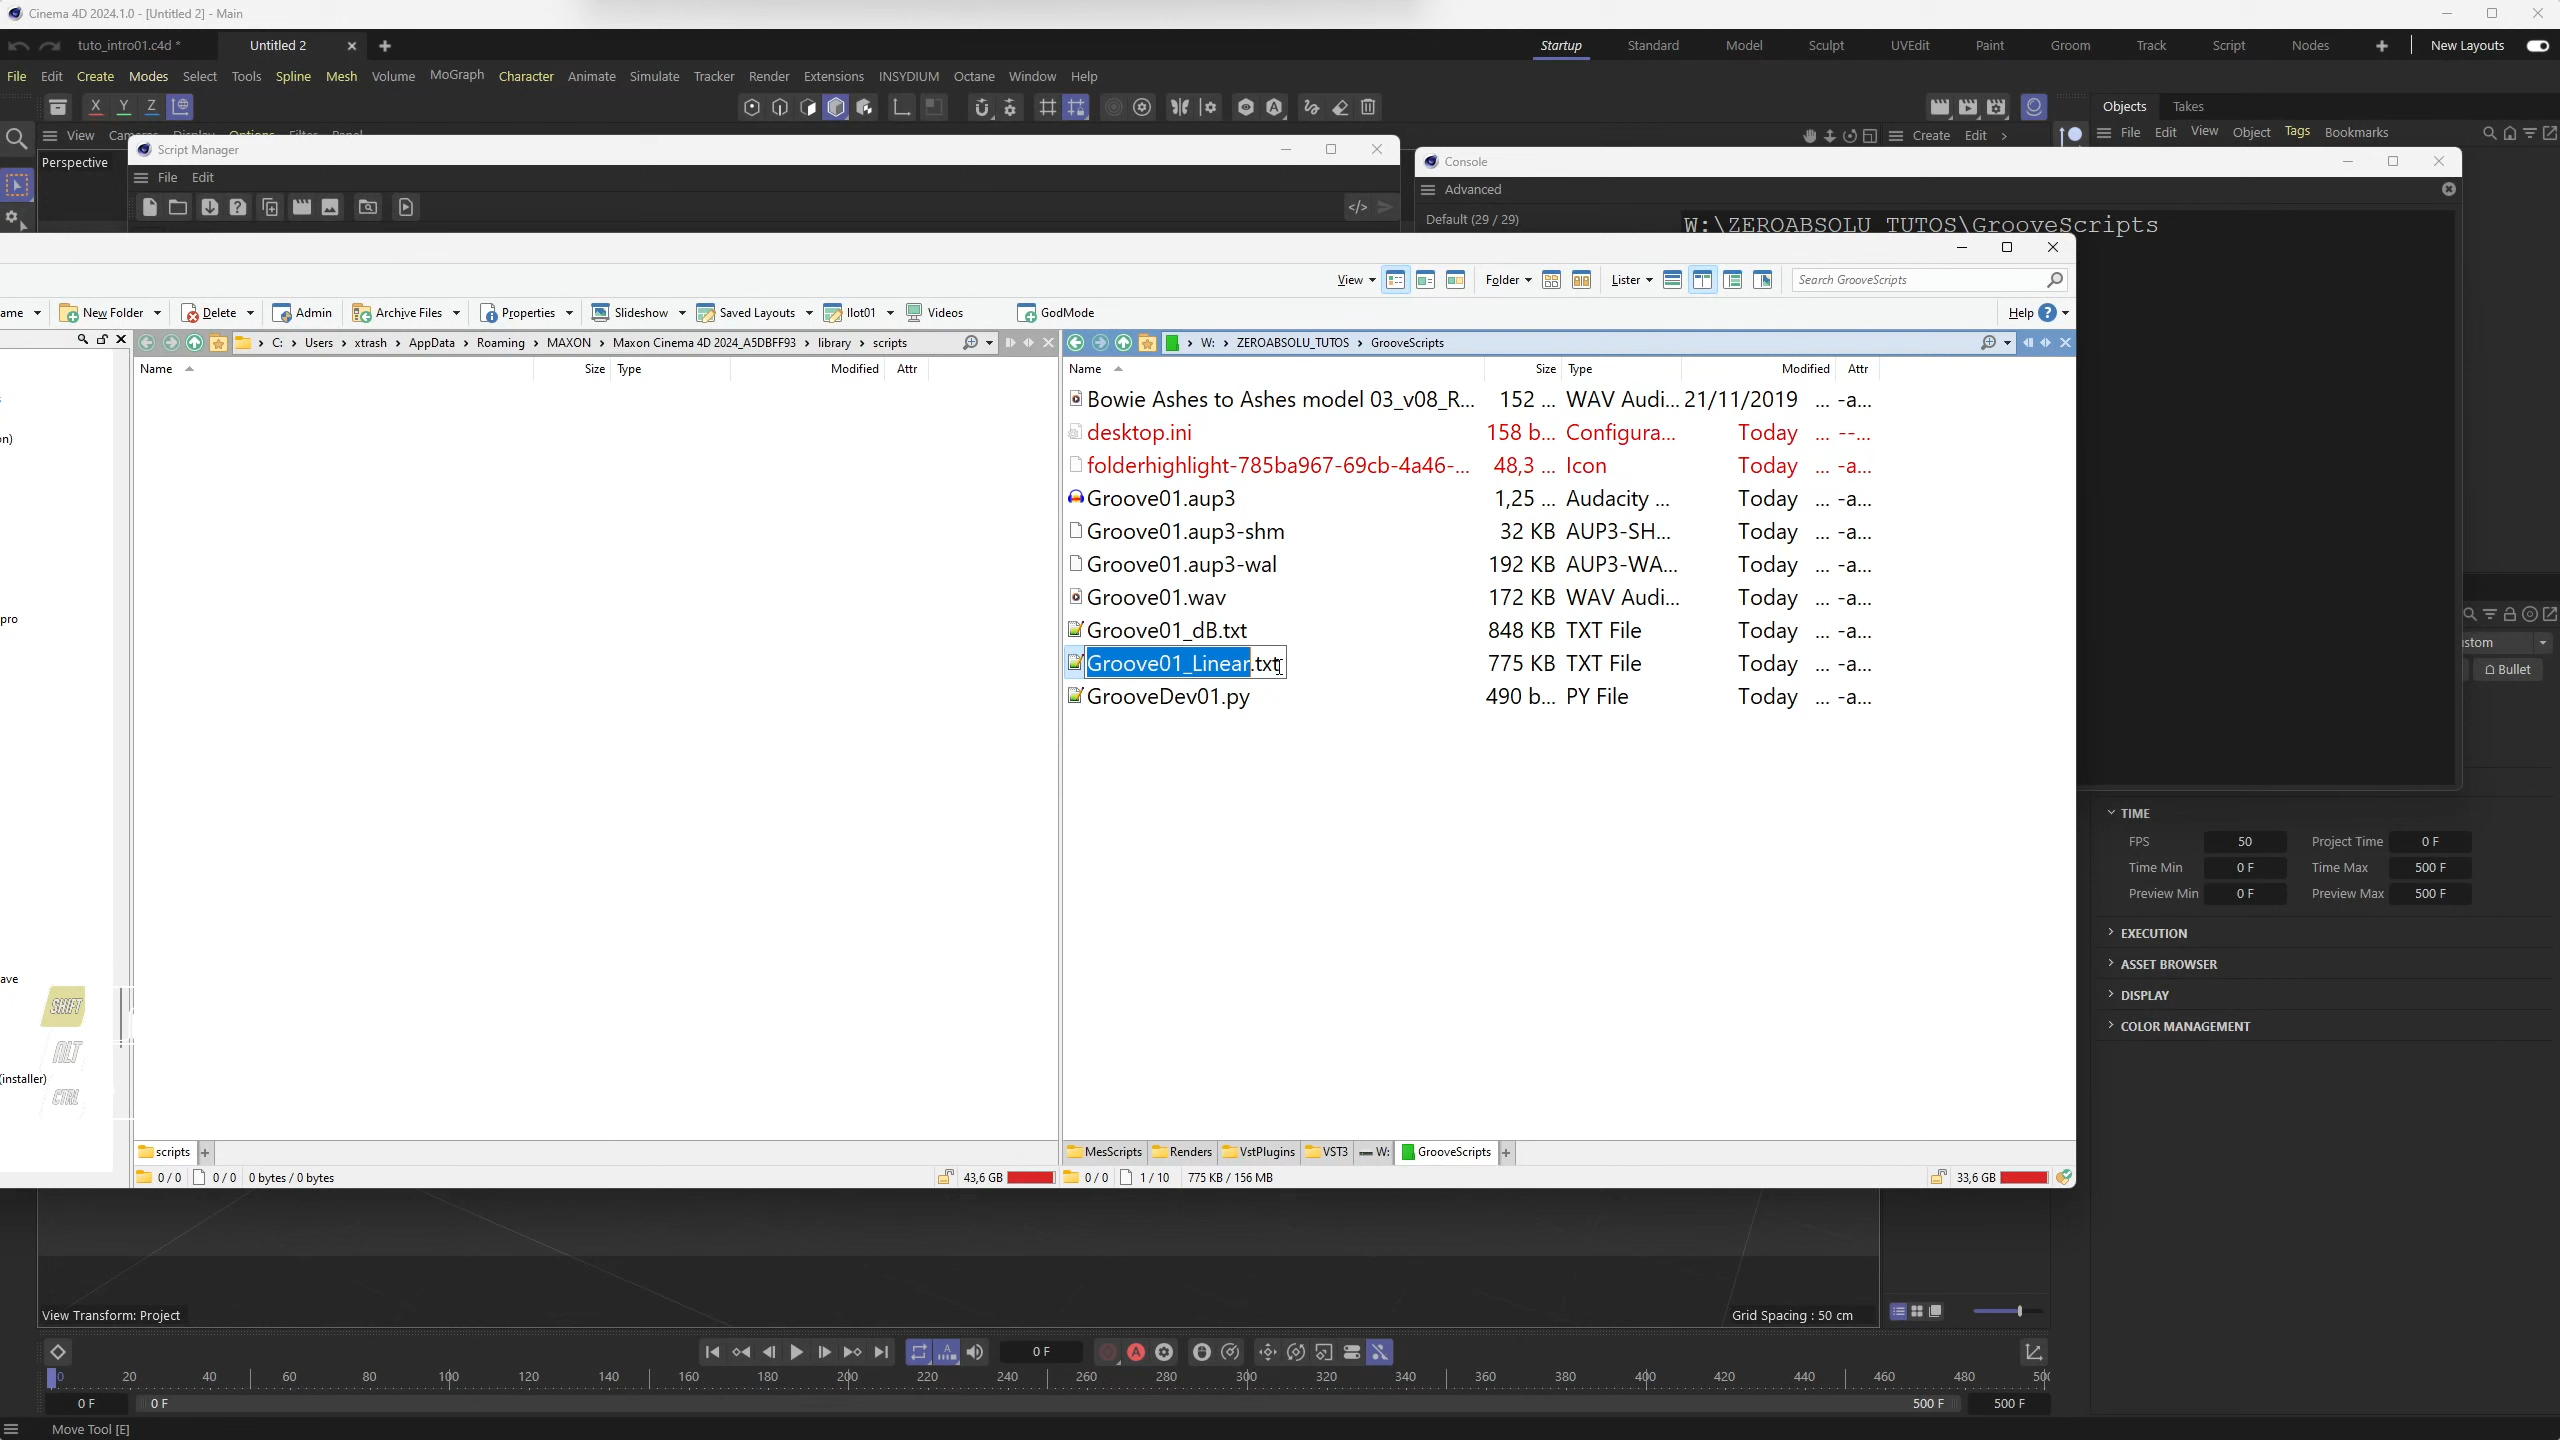 Cinema 4D 2024.1.0 - [Untitled 2] - Main
tuto_intro01.c4d *
Untitled 2
Startup Standard Model Sculpt UVEdit Paint Groom Track Script Nodes New Layouts
File Edit Create Modes Select Tools Spline Mesh Volume MoGraph Character Animate Simulate Tracker Render Extensions INSYDIUM Octane Window Help
X Y Z
Objects Takes
View
Create Edit
File Edit View Object Tags Bookmarks
Perspective
Script Manager
File Edit
Console
Advanced
Default (29 / 29)
W:\ZEROABSOLU_TUTOS\GrooveScripts
View Folder Lister Search GrooveScripts
ame New Folder Delete Admin Archive Files Properties Slideshow Saved Layouts Ilot01 Videos GodMode Help
C: Users xtrash AppData Roaming MAXON Maxon Cinema 4D 2024_A5DBFF93 library scripts
W: ZEROABSOLU_TUTOS GrooveScripts
Name Size Type Modified Attr
Name Size Type Modified Attr
Bowie Ashes to Ashes model 03_v08_R... 152 ... WAV Audi... 21/11/2019 ... -a...
desktop.ini 158 b... Configura... Today ... --...
folderhighlight-785ba967-69cb-4a46-... 48,3 ... Icon Today ... -a...
Groove01.aup3 1,25 ... Audacity ... Today ... -a...
Groove01.aup3-shm 32 KB AUP3-SH... Today ... -a...
Groove01.aup3-wal 192 KB AUP3-WA... Today ... -a...
Groove01.wav 172 KB WAV Audi... Today ... -a...
Groove01_dB.txt 848 KB TXT File Today ... -a...
Groove01_Linear.txt 775 KB TXT File Today ... -a...
GrooveDev01.py 490 b... PY File Today ... -a...
on)
pro
ave
(installer)
SHIFT
ALT
CTRL
stom
Bullet
TIME
FPS 50 Project Time 0 F
Time Min 0 F Time Max 500 F
Preview Min 0 F Preview Max 500 F
EXECUTION
ASSET BROWSER
DISPLAY
COLOR MANAGEMENT
scripts
MesScripts Renders VstPlugins VST3 W: GrooveScripts
0 / 0 0 / 0 0 bytes / 0 bytes 43,6 GB
0 / 0 1 / 10 775 KB / 156 MB 33,6 GB
View Transform: Project
Grid Spacing : 50 cm
0 F
0 20 40 60 80 100 120 140 160 180 200 220 240 260 280 300 320 340 360 380 400 420 440 460 480
0 F 0 F 500 F 500 F
Move Tool [E]